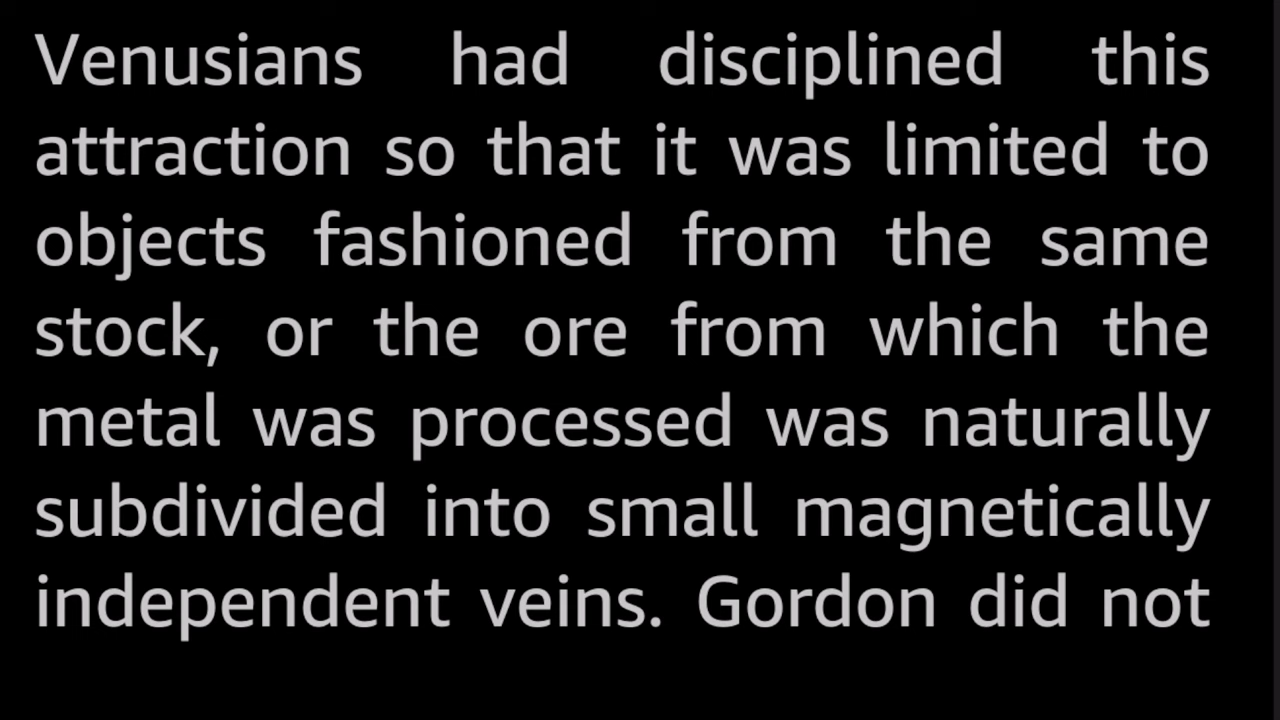 Venusians had disciplined this
attraction so that it was limited to
objects fashioned from the same
stock, or the ore from which the
metal was processed was naturally
subdivided into small magnetically
independent veins. Gordon did not